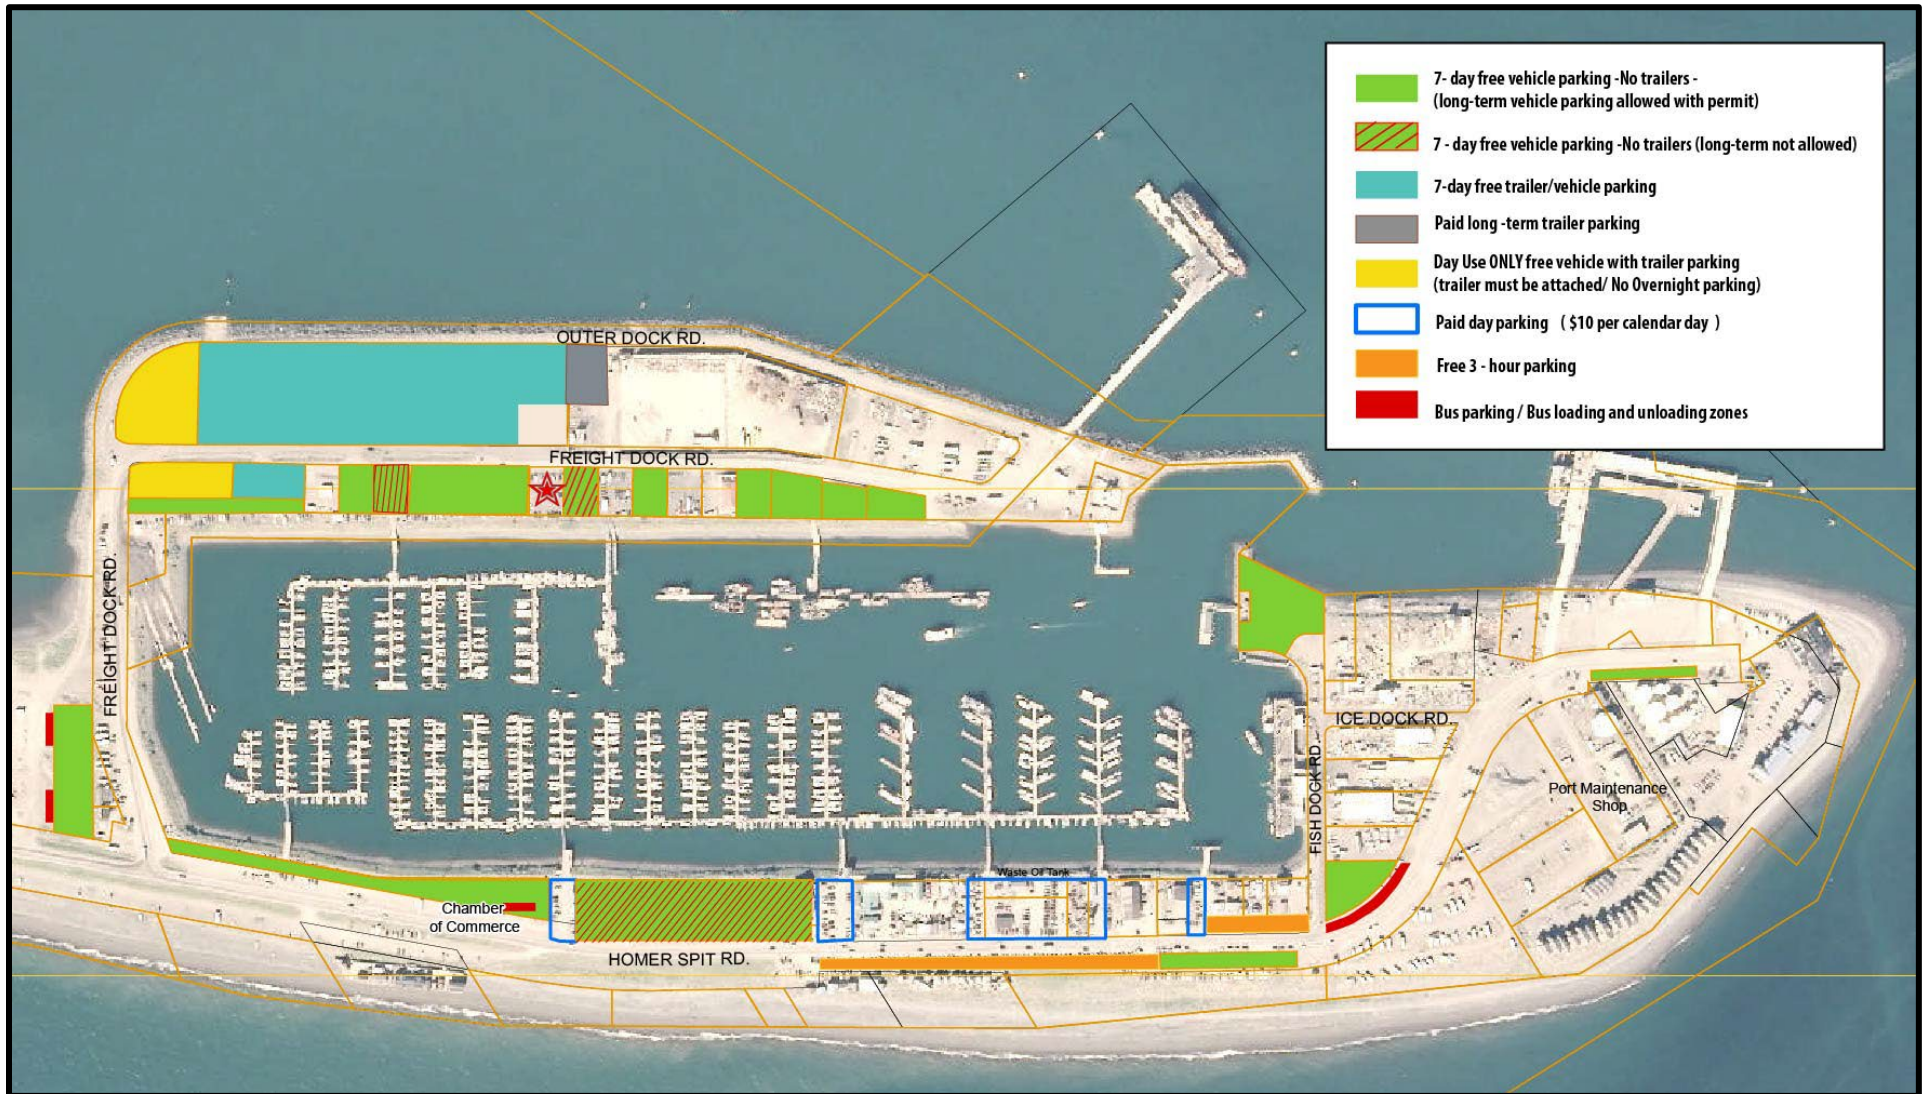 7- day free vehicle parking -No trailers -
(long-term vehicle parking allowed with permit)
7 - day free vehicle parking -No trailers (long-term not allowed)
7-day free trailer/vehicle parking
Paid long -term trailer parking
Day Use ONLY free vehicle with trailer parking
(trailer must be attached/ No Overnight parking)
Paid day parking ( $10 per calendar day )
Free 3 - hour parking
Bus parking / Bus loading and unloading zones
OUTER DOCK RD.
FREIGHT DOCK RD.
FREIGHT DOCK RD.
ICE DOCK RD.
FISH DOCK RD.
Port Maintenance
Shop
Waste Oil Tank
Chamber
of Commerce
HOMER SPIT RD.